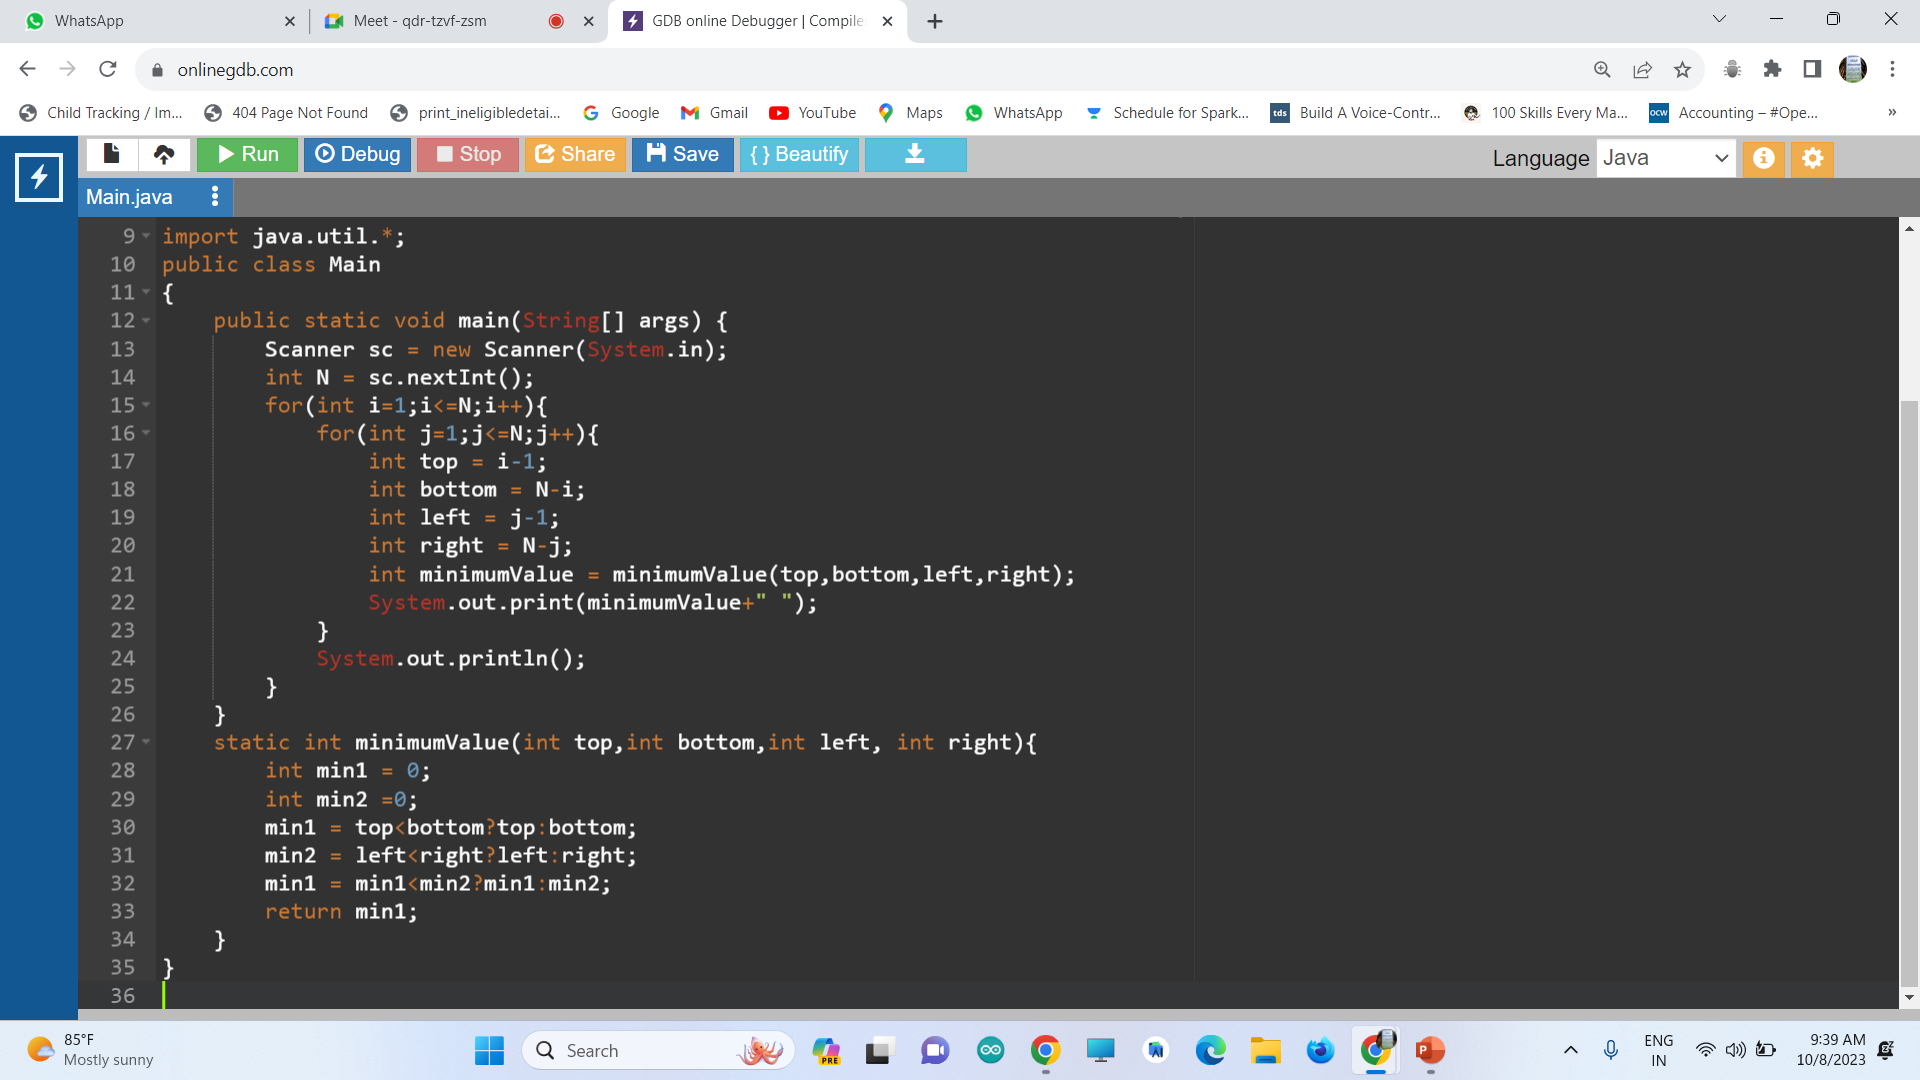 WhatsApp
Meet - qdr-tzvf-zsm
GDB online Debugger | Compile
onlinegdb.com
Child Tracking / Im...
404 Page Not Found
print_ineligibledetai...
Google
Gmail
YouTube
Maps
WhatsApp
Schedule for Spark...
tds Build A Voice-Contr...
100 Skills Every Ma...
OCW Accounting – #Ope...
»
Run
Debug
Stop
Share
Save
{ } Beautify
Language Java
Main.java
9 import java.util.*;
10 public class Main
11 {
12     public static void main(String[] args) {
13         Scanner sc = new Scanner(System.in);
14         int N = sc.nextInt();
15         for(int i=1;i<=N;i++){
16             for(int j=1;j<=N;j++){
17                 int top = i-1;
18                 int bottom = N-i;
19                 int left = j-1;
20                 int right = N-j;
21                 int minimumValue = minimumValue(top,bottom,left,right);
22                 System.out.print(minimumValue+" ");
23             }
24             System.out.println();
25         }
26     }
27     static int minimumValue(int top,int bottom,int left, int right){
28         int min1 = 0;
29         int min2 =0;
30         min1 = top<bottom?top:bottom;
31         min2 = left<right?left:right;
32         min1 = min1<min2?min1:min2;
33         return min1;
34     }
35 }
36
85°F
Mostly sunny
Search
PRE
ENG
IN
9:39 AM
10/8/2023